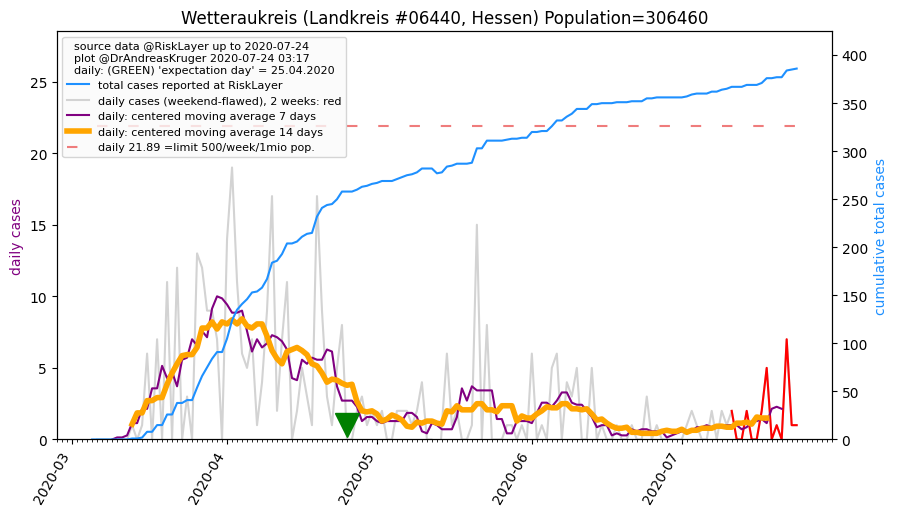 Wetteraukreis (Landkreis #06440, Hessen) Population=306460
source data @RiskLayer up to 2020-07-24
plot @DrAndreasKruger 2020-07-24 03:17
daily: (GREEN) 'expectation day' = 25.04.2020
total cases reported at RiskLayer
daily cases (weekend-flawed), 2 weeks: red
daily: centered moving average 7 days
daily: centered moving average 14 days
daily 21.89 =limit 500/week/1mio pop.
daily cases
25
20
15
10
5
0
cumulative total cases
400
350
300
250
200
150
100
50
0
2020-03
2020-04
2020-05
2020-06
2020-07